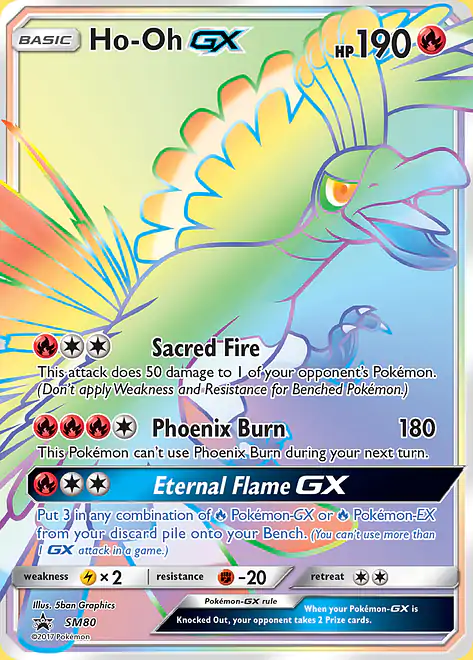 BASIC Ho-Oh GX HP190
Sacred Fire
This attack does 50 damage to 1 of your opponent's Pokémon.
(Don't apply Weakness and Resistance for Benched Pokémon.)
Phoenix Burn 180
This Pokémon can't use Phoenix Burn during your next turn.
Eternal Flame GX
Put 3 in any combination of Pokémon-GX or Pokémon-EX
from your discard pile onto your Bench. (You can't use more than
1 GX attack in a game.)
weakness ×2 resistance -20 retreat
Illus. 5ban Graphics
SM80
©2017 Pokémon
Pokémon-GX rule
When your Pokémon-GX is
Knocked Out, your opponent takes 2 Prize cards.